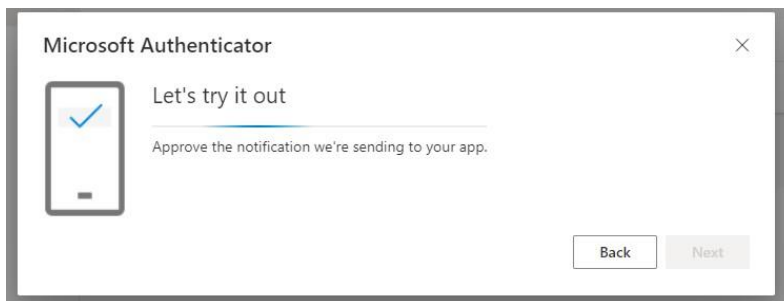 Microsoft Authenticator
Let's try it out
Approve the notification we're sending to your app.
Back
Next